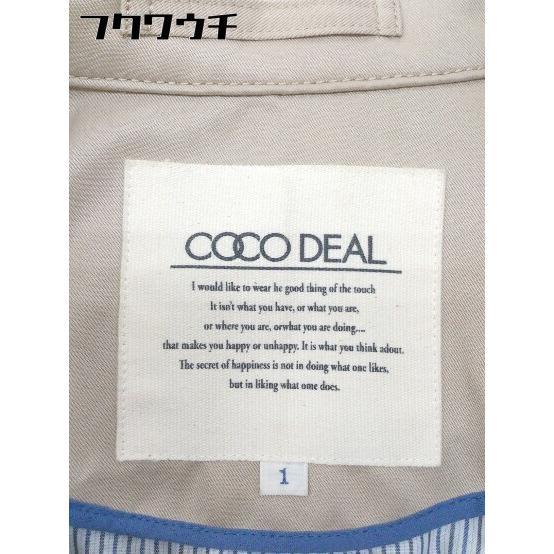 フクワウチ
COCO DEAL
I would like to wear he good thing of the touch
It isn't what you have, or what you are,
or where you are, orwhat you are doing....
that makes you happy or unhappy. It is what you think adout.
The secret of happiness is not in doing what one likes,
but in liking what one does.
1